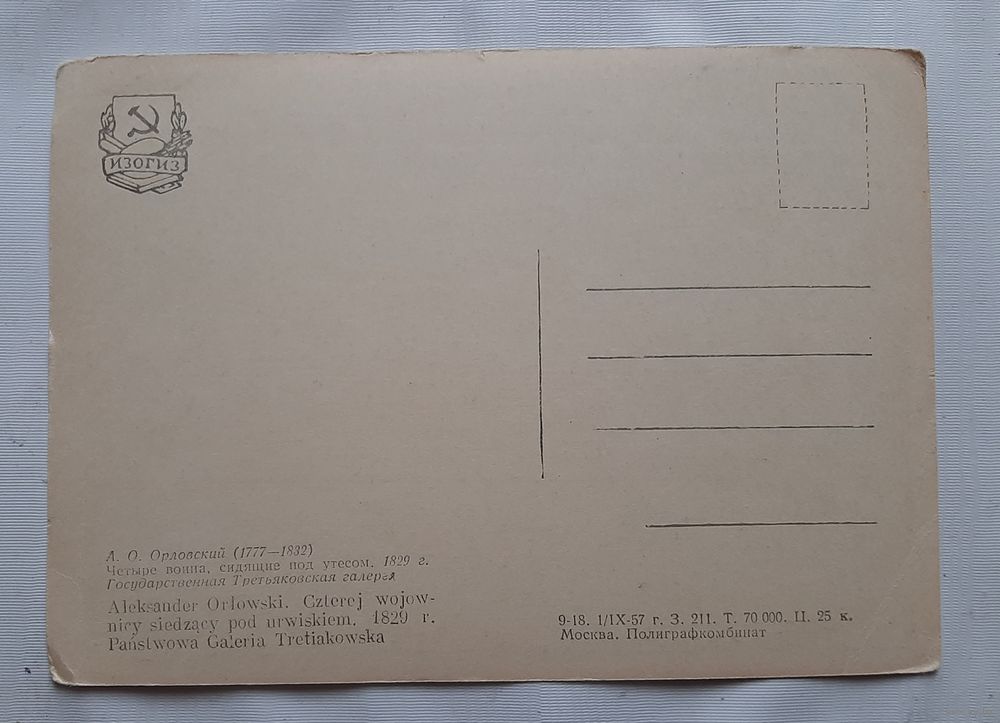 ИЗОГИЗ
А. О. Орловский (1777—1832)
Четыре воина, сидящие под утесом. 1829 г.
Государственная Третьяковская галерея
Aleksander Orłowski. Czterej wojow-
nicy siedzący pod urwiskiem. 1829 r.
Państwowa Galeria Tretiakowska
9-18. 1/IX-57 г. З. 211. Т. 70 000. Ц. 25 к.
Москва. Полиграфкомбинат